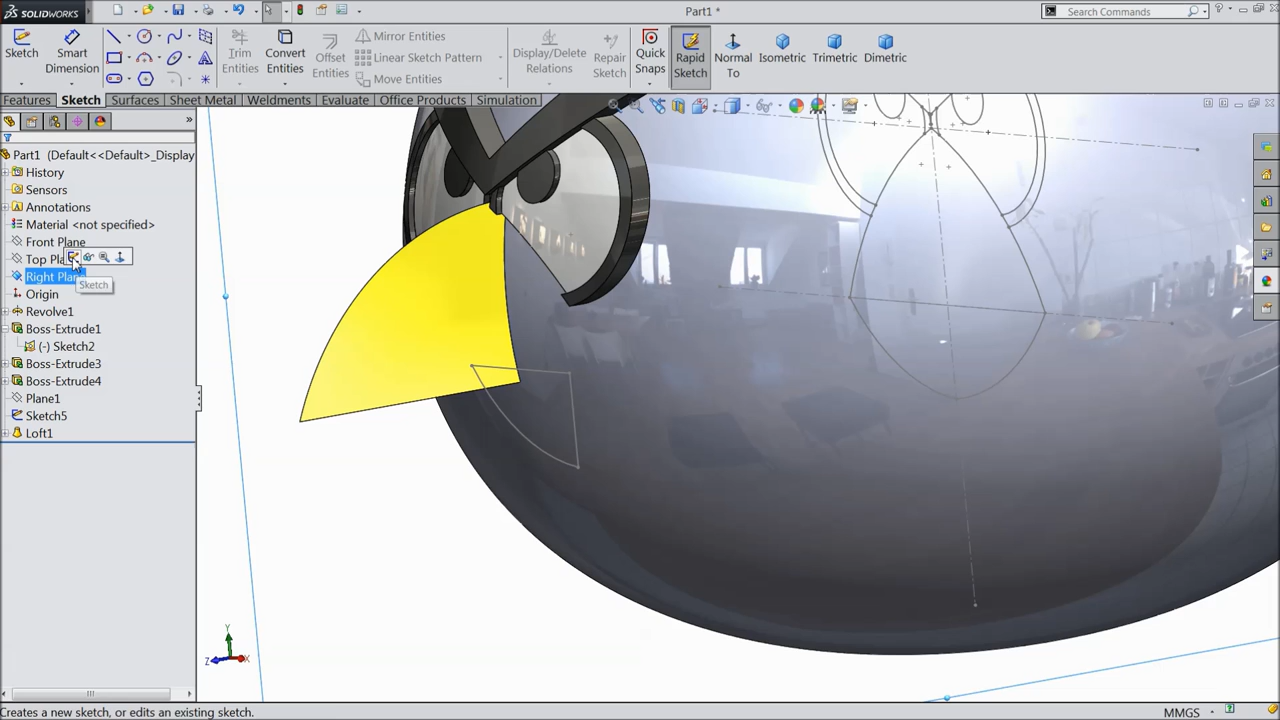 SOLIDWORKS
Part1 *
Search Commands
Sketch
Smart Dimension
Trim Entities
Convert Entities
Offset Entities
Mirror Entities
Linear Sketch Pattern
Move Entities
Display/Delete Relations
Repair Sketch
Quick Snaps
Rapid Sketch
Normal To
Isometric
Trimetric
Dimetric
Features
Sketch
Surfaces
Sheet Metal
Weldments
Evaluate
Office Products
Simulation
Part1 (Default<<Default>_Display
History
Sensors
Annotations
Material <not specified>
Front Plane
Top Pla
Right Plan
Sketch
Origin
Revolve1
Boss-Extrude1
(-) Sketch2
Boss-Extrude3
Boss-Extrude4
Plane1
Sketch5
Loft1
Y
Z
X
Creates a new sketch, or edits an existing sketch.
MMGS